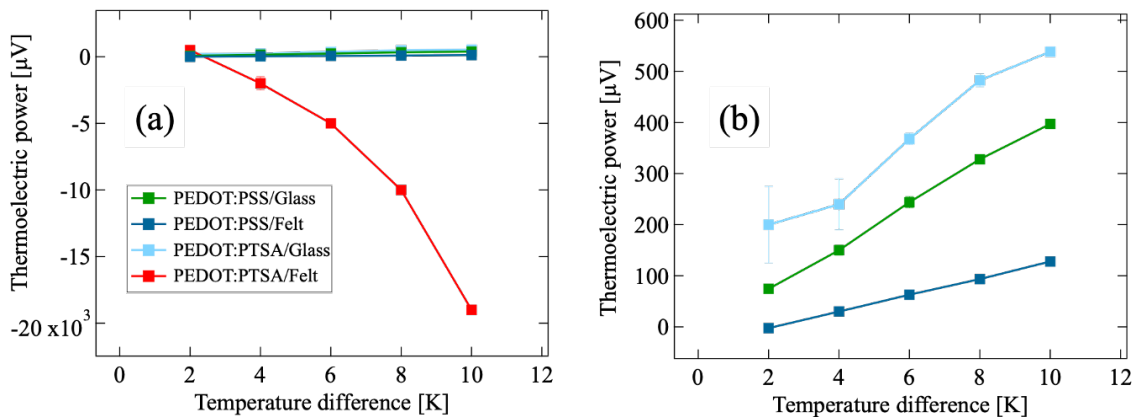 Thermoelectric power [μV]
0
-5
-10
-15
-20 x10³
(a)
PEDOT:PSS/Glass
PEDOT:PSS/Felt
PEDOT:PTSA/Glass
PEDOT:PTSA/Felt
0 2 4 6 8 10 12
Temperature difference [K]
Thermoelectric power [μV]
600
500
400
300
200
100
0
(b)
0 2 4 6 8 10 12
Temperature difference [K]